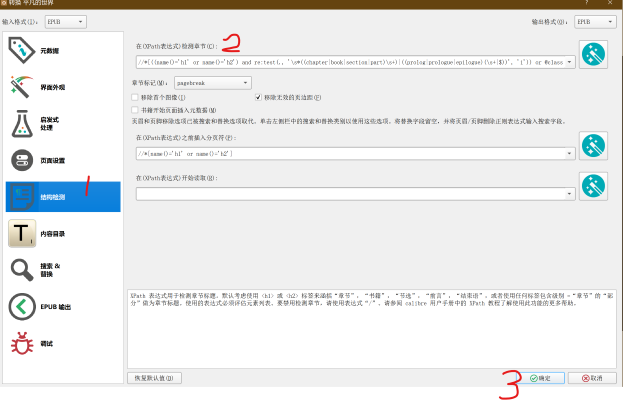 转换 平凡的世界
输入格式(I): EPUB 输出格式(O): EPUB
元数据
界面外观
启发式
处理
页面设置
结构检测
内容目录
搜索 &
替换
EPUB 输出
调试
1
在(XPath表达式)检测章节(C): 2
//*[((name()='h1' or name()='h2') and re:test(., '\s*((chapter|book|section|part)\s+)|((prolog|prologue|epilogue)(\s+|$))', 'i')) or @class
章节标记(M): pagebreak
移除首个图像(I) 移除无效的页边距(F)
书籍开始页面插入元数据(M)
页眉和页脚移除选项已被搜索和替换选项取代。单击左侧栏中的搜索和替换类别以使用这些选项。将替换字段留空，并将页眉/页脚删除正则表达式输入搜索字段。
在(XPath表达式)之前插入分页符(P):
//*[name()='h1' or name()='h2']
在(XPath表达式)开始读取(R):
XPath 表达式用于检测章节标题。默认考虑使用 <h1> 或 <h2> 标签来涵括“章节”，“书籍”，“节选”，“前言”，“结束语”，或者使用任何标签包含级别 =“章节”的“部
分”值为章节标题。使用的表达式必须评估元素列表。要禁用检测章节，请使用表达式“/”。请参阅 calibre 用户手册中的 XPath 教程了解使用此功能的更多帮助。
恢复默认值(D) 3 确定 取消